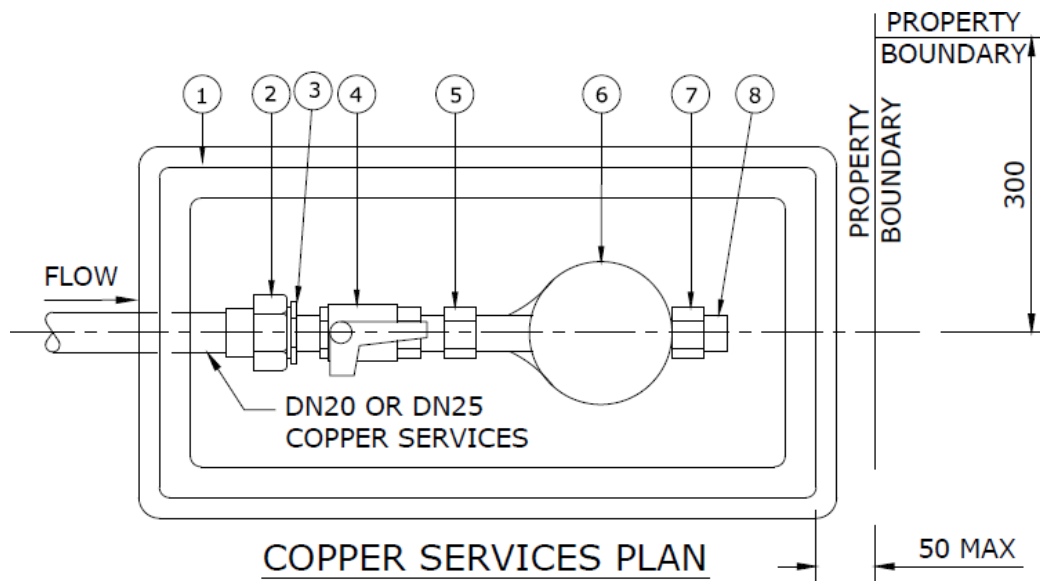 PROPERTY
BOUNDARY
1
2
3
4
5
6
7
8
PROPERTY
BOUNDARY
300
FLOW
DN20 OR DN25
COPPER SERVICES
COPPER SERVICES PLAN
50 MAX